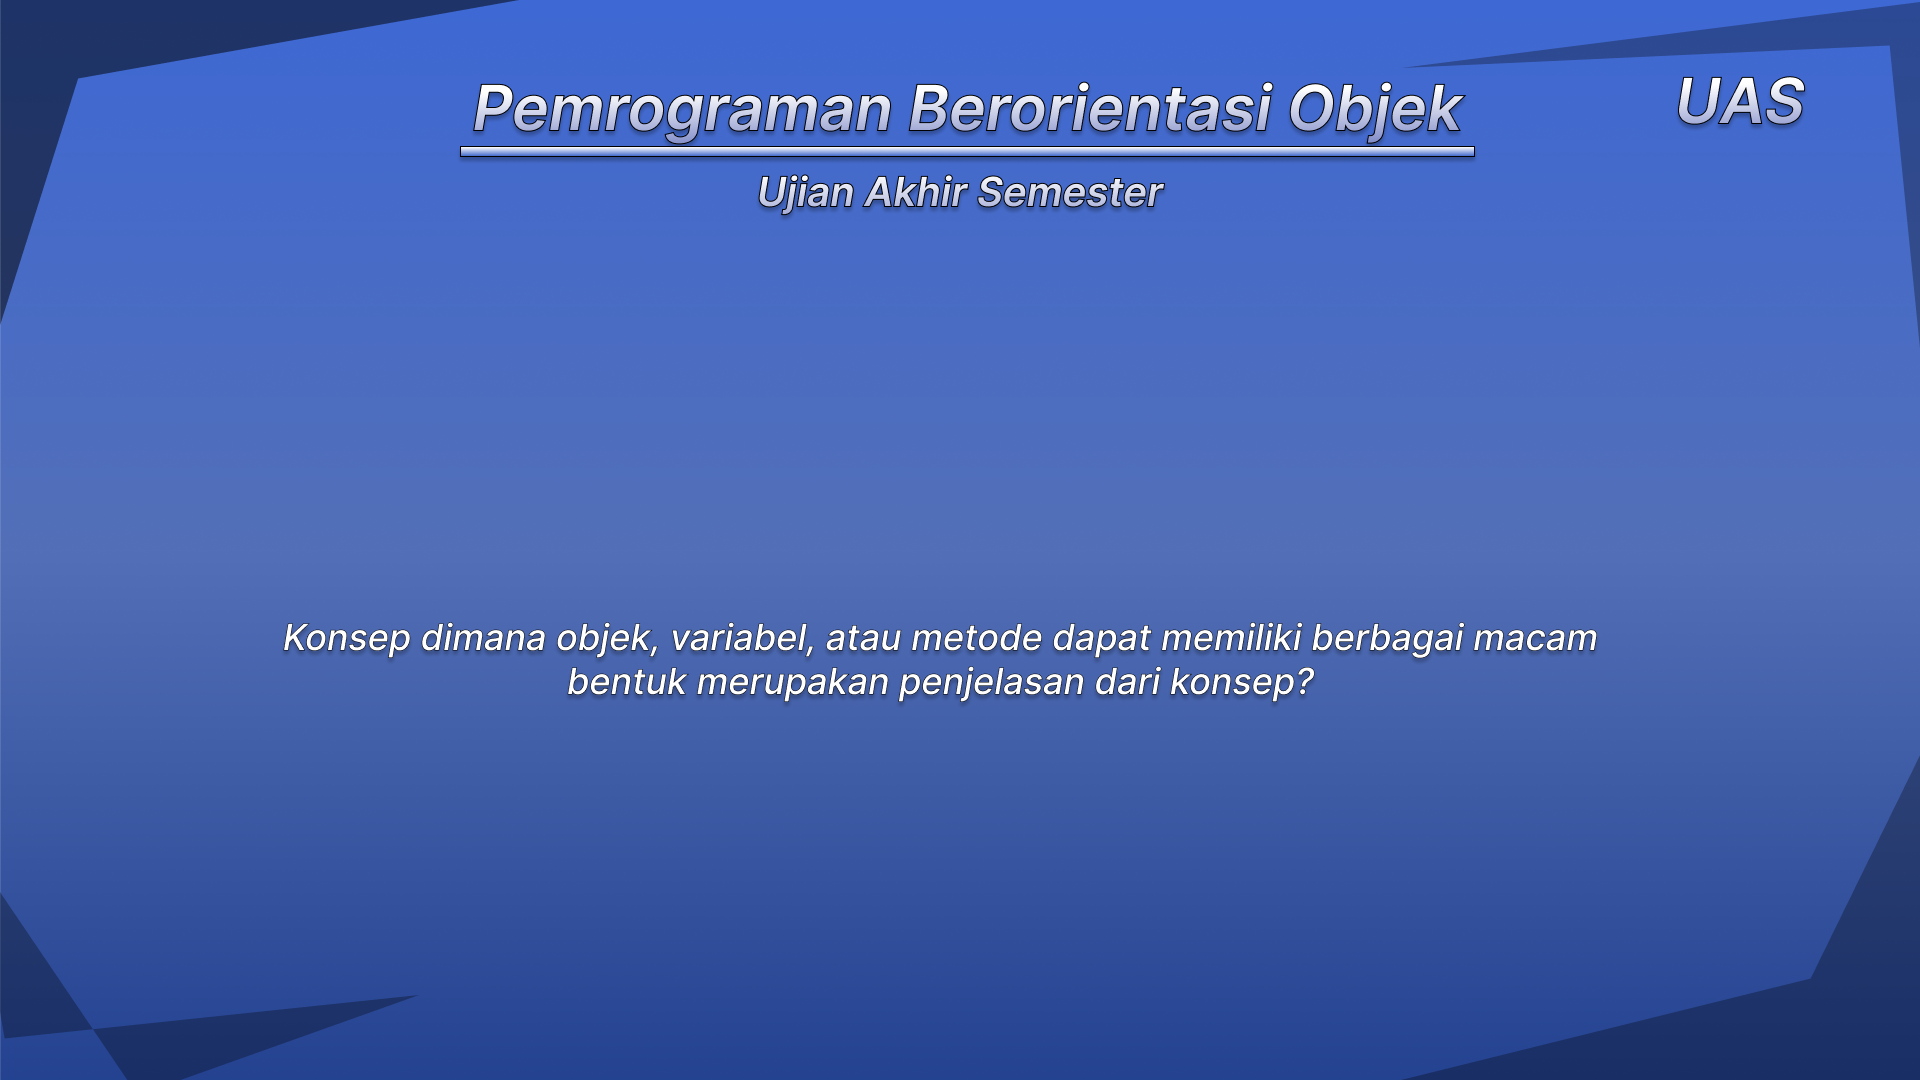 Pemrograman Berorientasi Objek
UAS
Ujian Akhir Semester
Konsep dimana objek, variabel, atau metode dapat memiliki berbagai macam
bentuk merupakan penjelasan dari konsep?